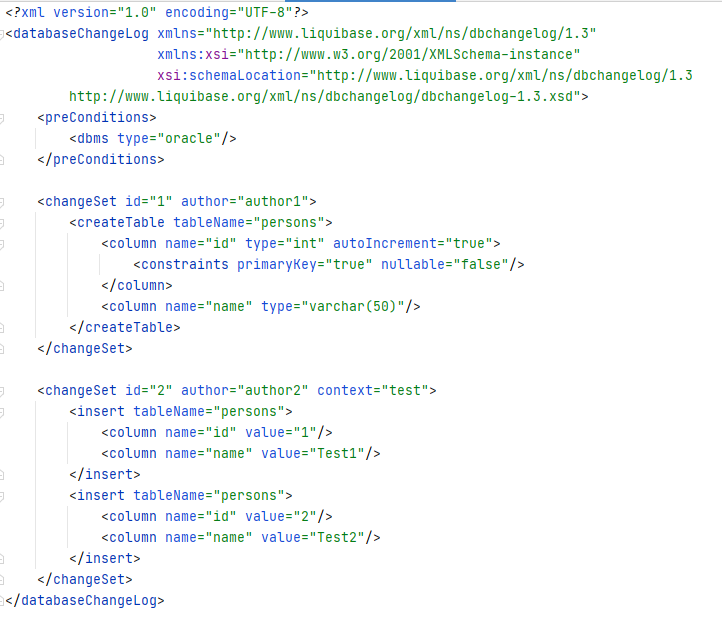 <?xml version="1.0" encoding="UTF-8"?>
<databaseChangeLog xmlns="http://www.liquibase.org/xml/ns/dbchangelog/1.3"
                   xmlns:xsi="http://www.w3.org/2001/XMLSchema-instance"
                   xsi:schemaLocation="http://www.liquibase.org/xml/ns/dbchangelog/1.3
        http://www.liquibase.org/xml/ns/dbchangelog/dbchangelog-1.3.xsd">
    <preConditions>
        <dbms type="oracle"/>
    </preConditions>

    <changeSet id="1" author="author1">
        <createTable tableName="persons">
            <column name="id" type="int" autoIncrement="true">
                <constraints primaryKey="true" nullable="false"/>
            </column>
            <column name="name" type="varchar(50)"/>
        </createTable>
    </changeSet>

    <changeSet id="2" author="author2" context="test">
        <insert tableName="persons">
            <column name="id" value="1"/>
            <column name="name" value="Test1"/>
        </insert>
        <insert tableName="persons">
            <column name="id" value="2"/>
            <column name="name" value="Test2"/>
        </insert>
    </changeSet>
</databaseChangeLog>